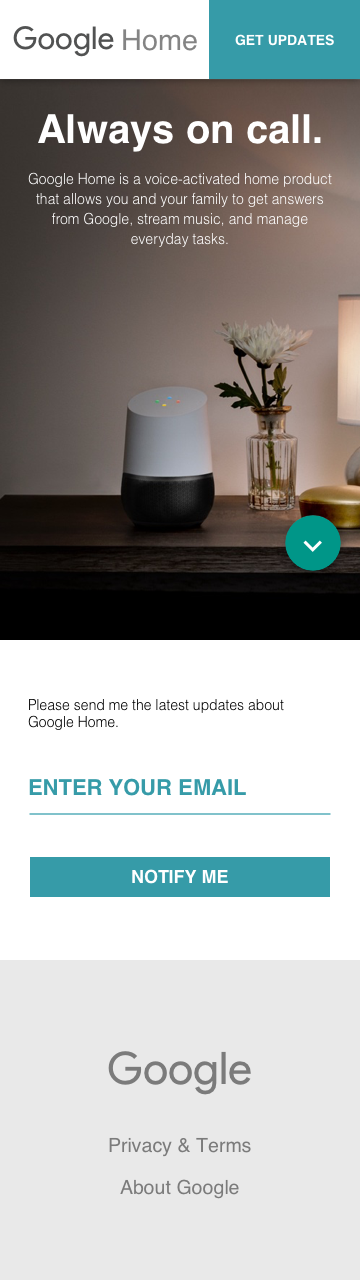 Google Home
GET UPDATES
Always on call.
Google Home is a voice-activated home product
that allows you and your family to get answers
from Google, stream music, and manage
everyday tasks.
Please send me the latest updates about
Google Home.
ENTER YOUR EMAIL
NOTIFY ME
Google
Privacy & Terms
About Google